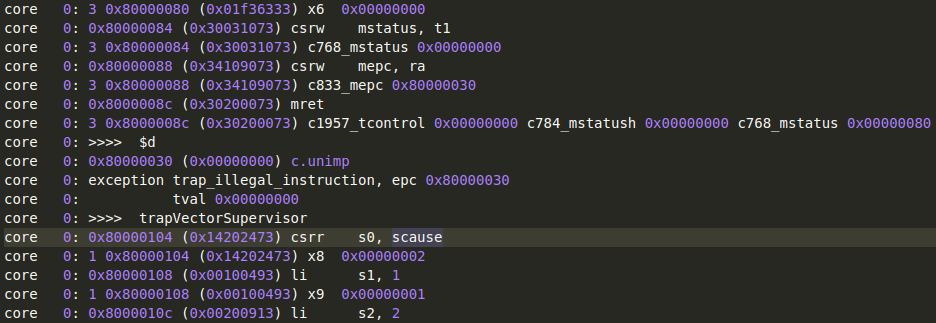 core   0: 3 0x80000080 (0x01f36333) x6  0x00000000
core   0: 0x80000084 (0x30031073) csrw    mstatus, t1
core   0: 3 0x80000084 (0x30031073) c768_mstatus 0x00000000
core   0: 0x80000088 (0x34109073) csrw    mepc, ra
core   0: 3 0x80000088 (0x34109073) c833_mepc 0x80000030
core   0: 0x8000008c (0x30200073) mret
core   0: 3 0x8000008c (0x30200073) c1957_tcontrol 0x00000000 c784_mstatush 0x00000000 c768_mstatus 0x00000080
core   0: >>>>  $d
core   0: 0x80000030 (0x00000000) c.unimp
core   0: exception trap_illegal_instruction, epc 0x80000030
core   0:           tval 0x00000000
core   0: >>>>  trapVectorSupervisor
core   0: 0x80000104 (0x14202473) csrr    s0, scause
core   0: 1 0x80000104 (0x14202473) x8  0x00000002
core   0: 0x80000108 (0x00100493) li      s1, 1
core   0: 1 0x80000108 (0x00100493) x9  0x00000001
core   0: 0x8000010c (0x00200913) li      s2, 2